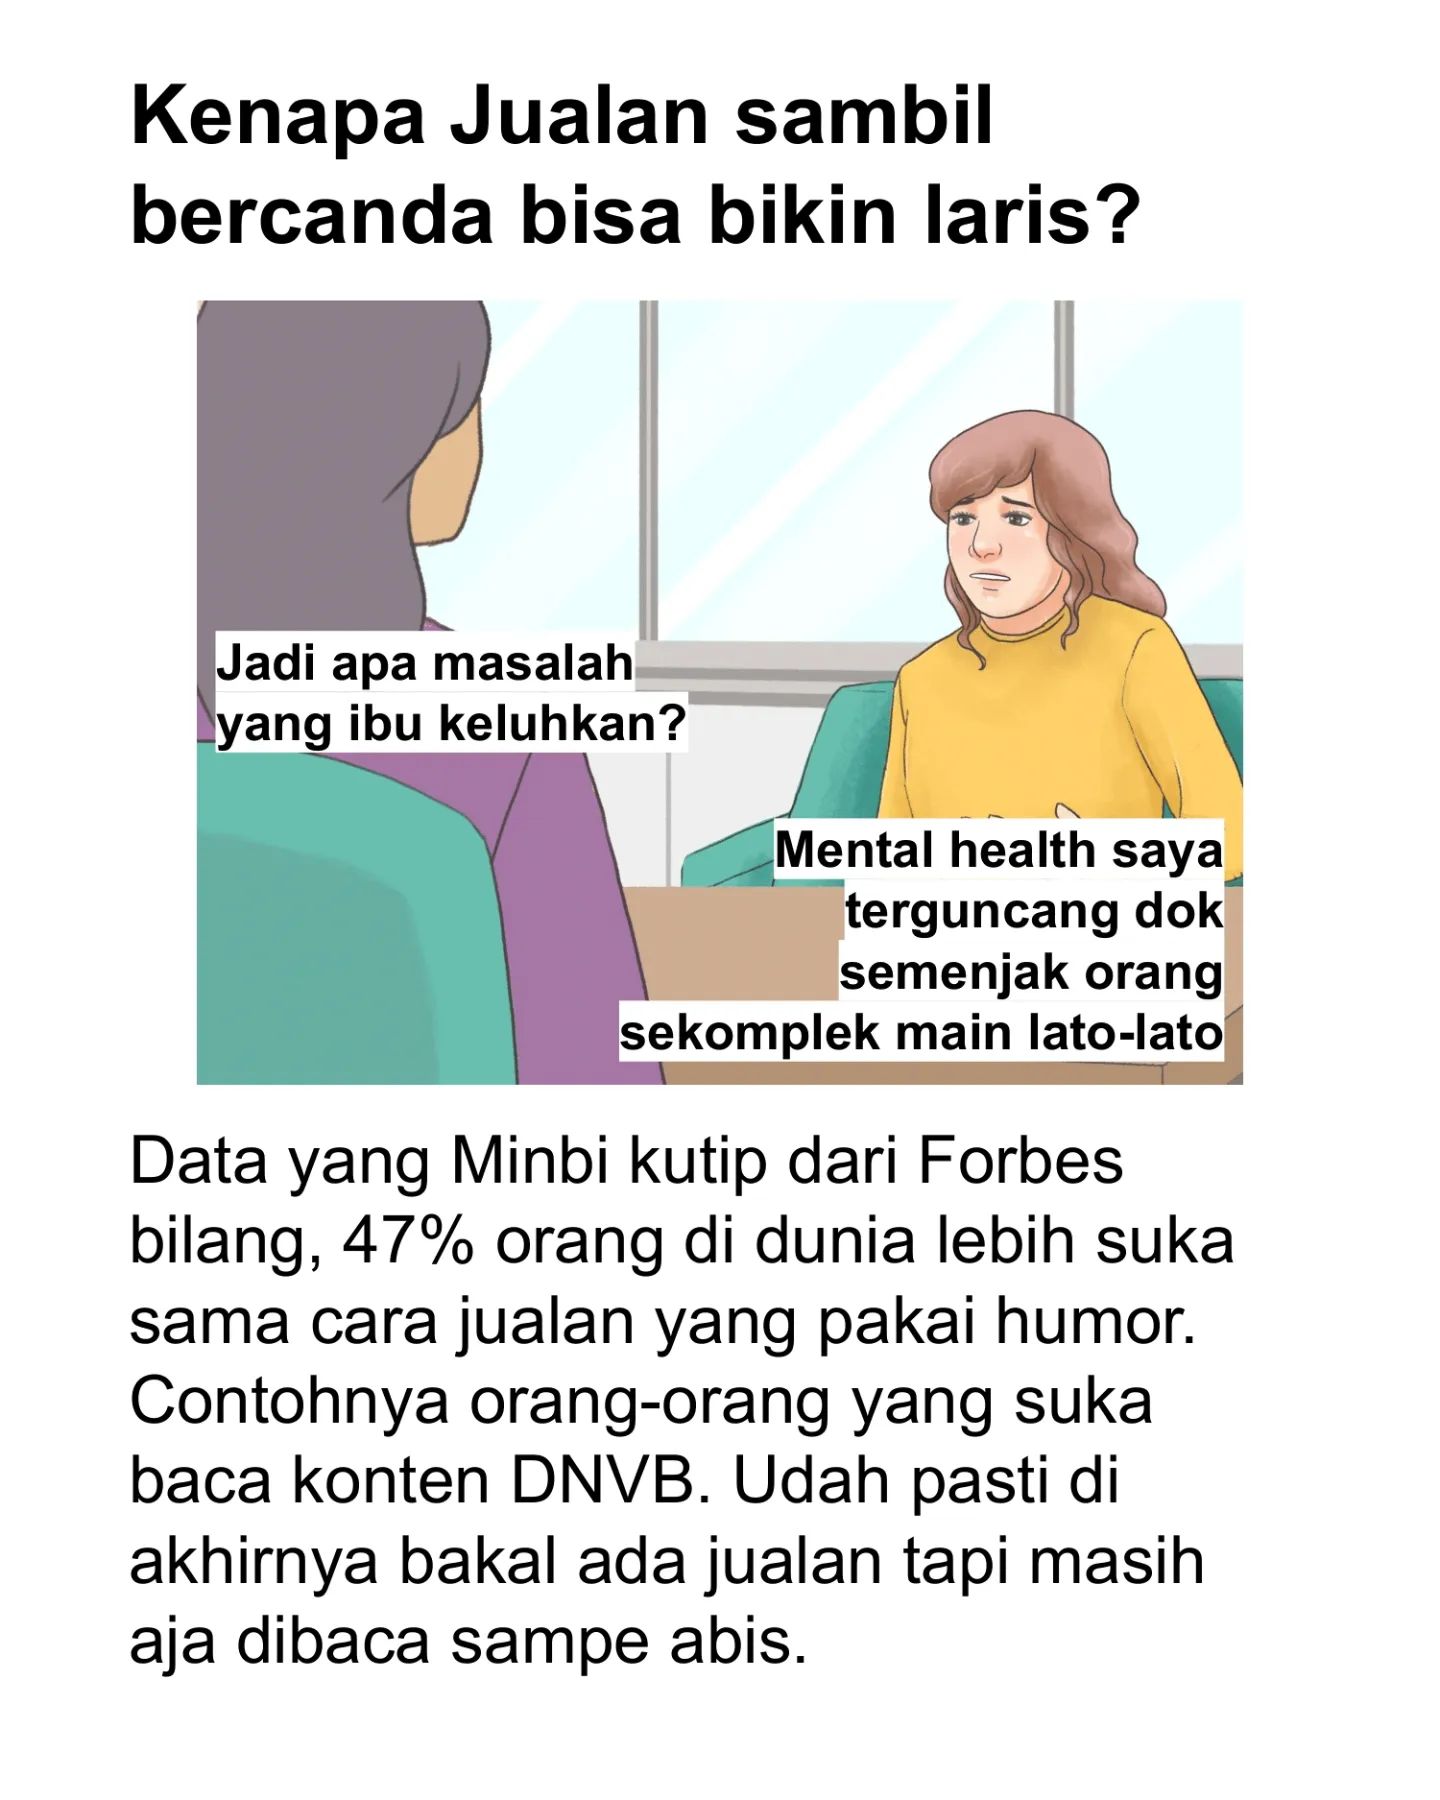 Kenapa Jualan sambil
bercanda bisa bikin laris?
Jadi apa masalah
yang ibu keluhkan?
Mental health saya
terguncang dok
semenjak orang
sekomplek main lato-lato
Data yang Minbi kutip dari Forbes
bilang, 47% orang di dunia lebih suka
sama cara jualan yang pakai humor.
Contohnya orang-orang yang suka
baca konten DNVB. Udah pasti di
akhirnya bakal ada jualan tapi masih
aja dibaca sampe abis.